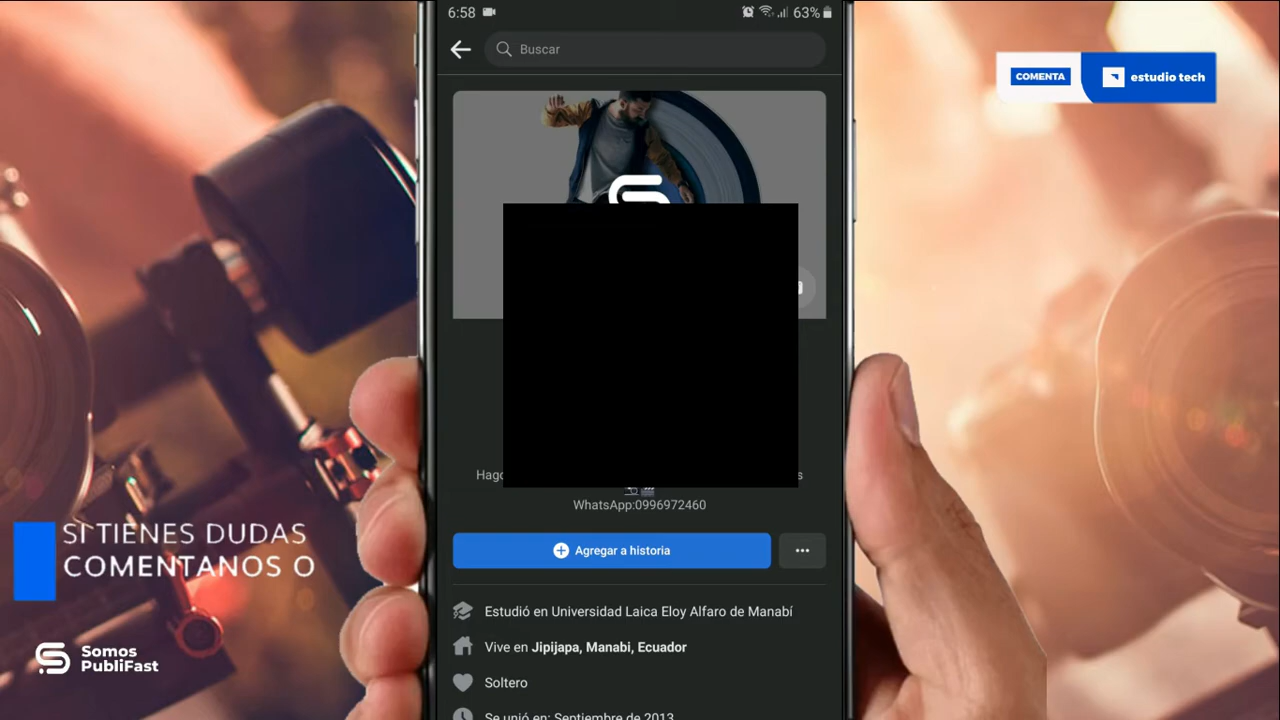 6:58
63%
Buscar
COMENTA
estudio tech
Hago
s
WhatsApp:0996972460
Agregar a historia
Estudió en Universidad Laica Eloy Alfaro de Manabí
Vive en Jipijapa, Manabi, Ecuador
Soltero
Se unió en: Septiembre de 2013
SI TIENES DUDAS
COMENTANOS O
Somos
PubliFast